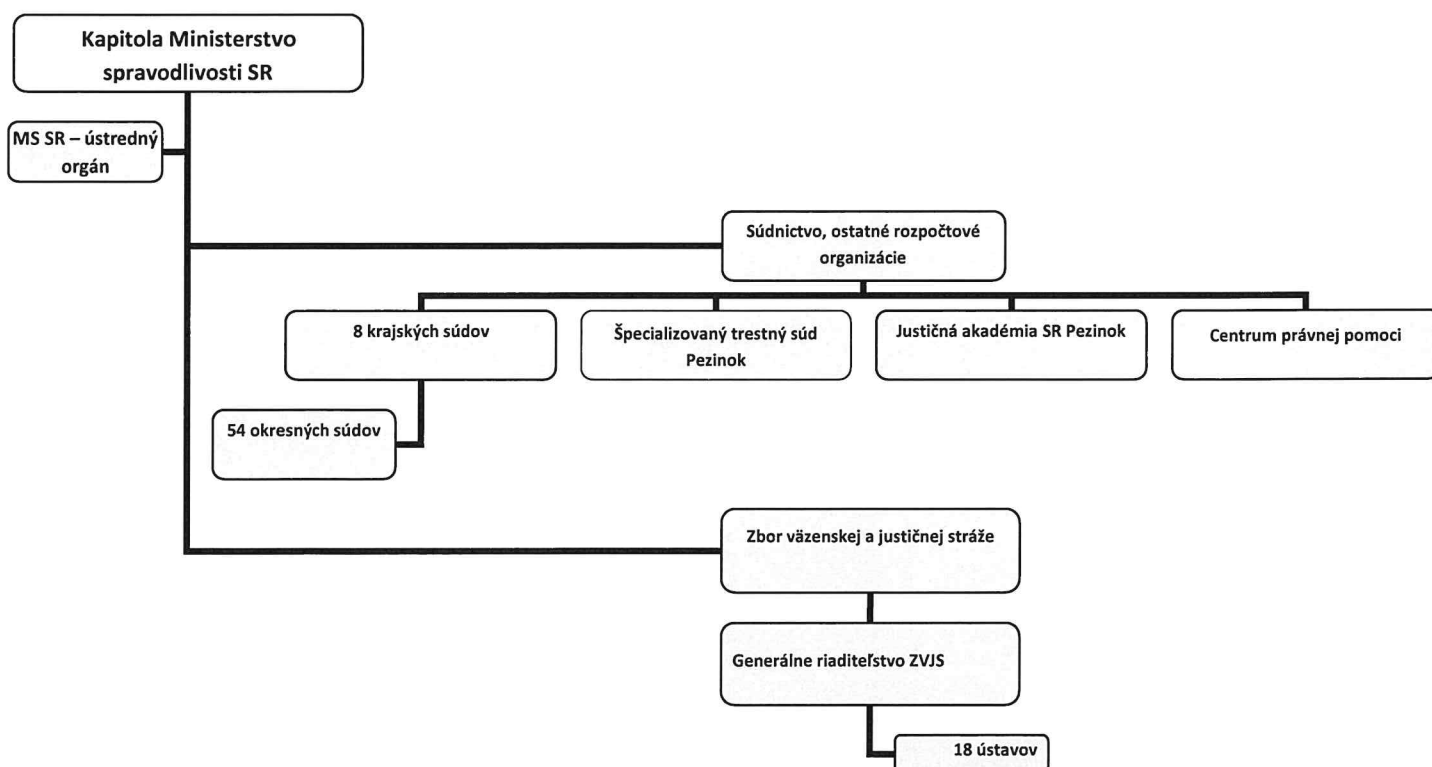 Kapitola Ministerstvo
spravodlivosti SR
MS SR – ústredný
orgán
Súdnictvo, ostatné rozpočtové
organizácie
8 krajských súdov
Špecializovaný trestný súd
Pezinok
Justičná akadémia SR Pezinok
Centrum právnej pomoci
54 okresných súdov
Zbor väzenskej a justičnej stráže
Generálne riaditeľstvo ZVJS
18 ústavov